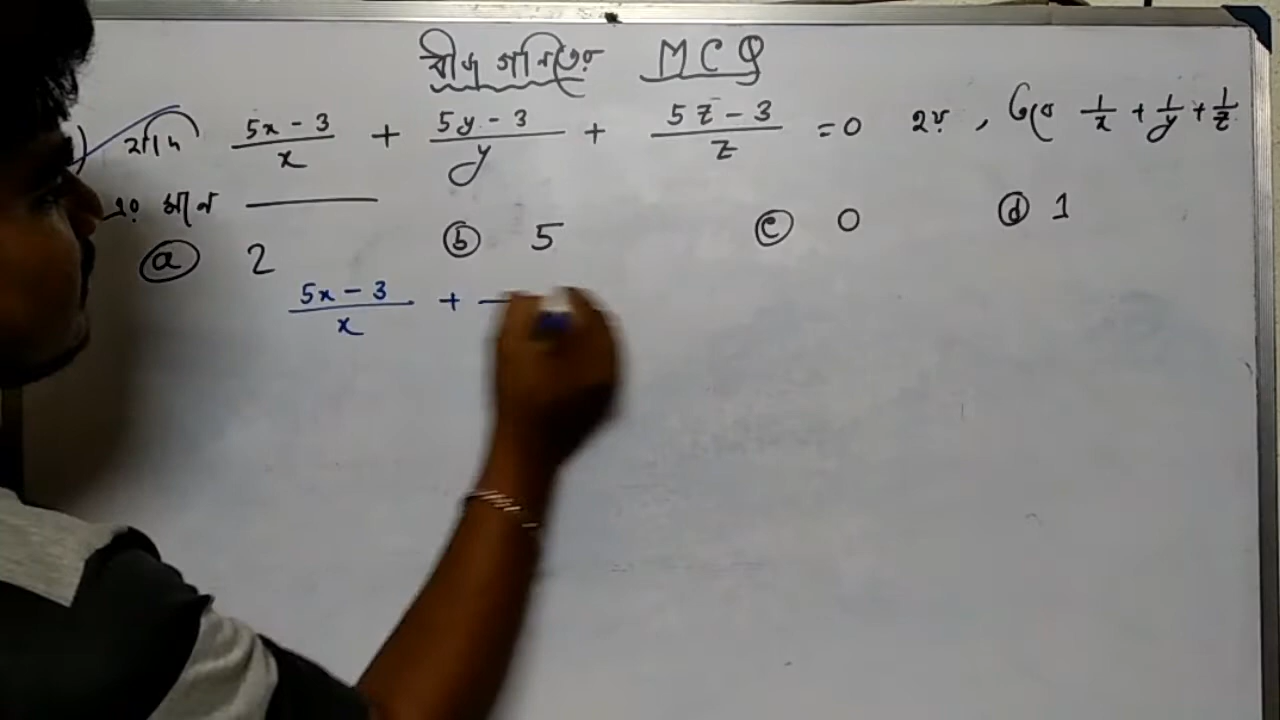 বীজ গনিতের MCQ
) যদি (5x - 3)/x + (5y - 3)/y + (5z - 3)/z = 0 হয়, তবে 1/x + 1/y + 1/z
এর মান ______
ⓐ 2 ⓑ 5 ⓒ 0 ⓓ 1
(5x - 3)/x +